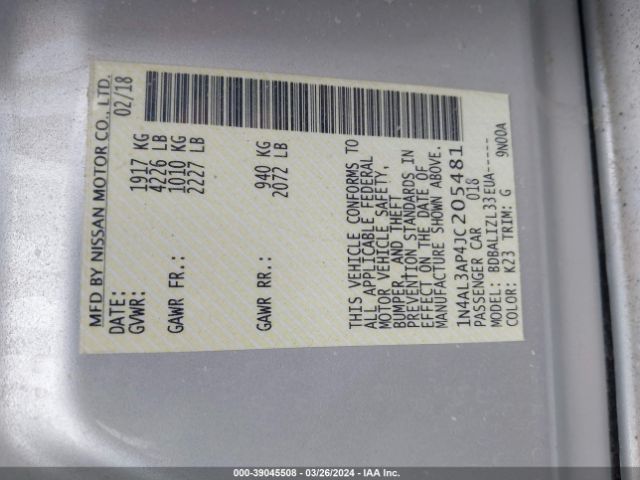 MFD BY NISSAN MOTOR CO., LTD.
DATE: 02/18
GVWR: 1917 KG
4226 LB
GAWR FR.: 1010 KG
2227 LB
GAWR RR.: 940 KG
2072 LB
THIS VEHICLE CONFORMS TO
ALL APPLICABLE FEDERAL
MOTOR VEHICLE SAFETY,
BUMPER, AND THEFT
PREVENTION STANDARDS IN
EFFECT ON THE DATE OF
MANUFACTURE SHOWN ABOVE.
1N4AL3AP4JC205481
PASSENGER CAR 018
MODEL: BDBALIZL33EUA-----
COLOR: K23 TRIM: G 9N00A
000-39045508 - 03/26/2024 - IAA Inc.